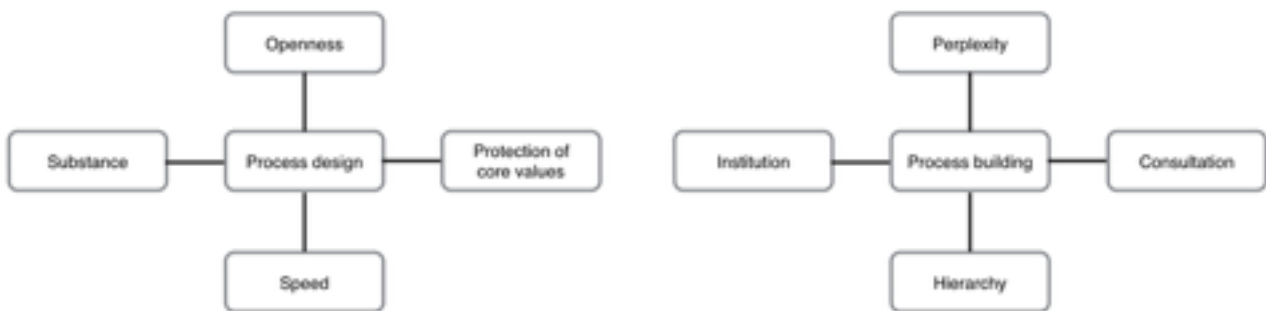 Openness
Substance
Process design
Protection of
core values
Speed
Perplexity
Institution
Process building
Consultation
Hierarchy